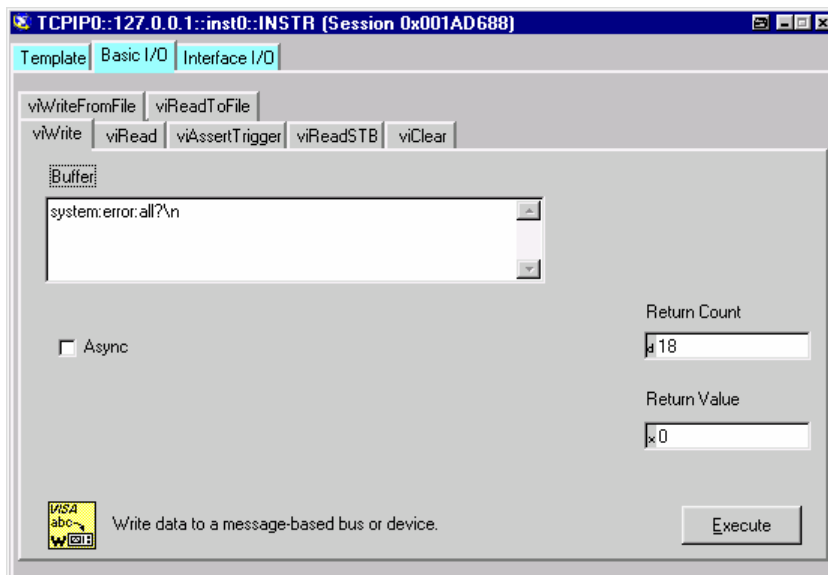 TCPIP0::127.0.0.1::inst0::INSTR (Session 0x001AD688)
Template Basic I/O Interface I/O
viWriteFromFile viReadToFile
viWrite viRead viAssertTrigger viReadSTB viClear
Buffer
system:error:all?\n
Return Count
Async
d 18
Return Value
x 0
VISA
abc
W
Write data to a message-based bus or device.
Execute